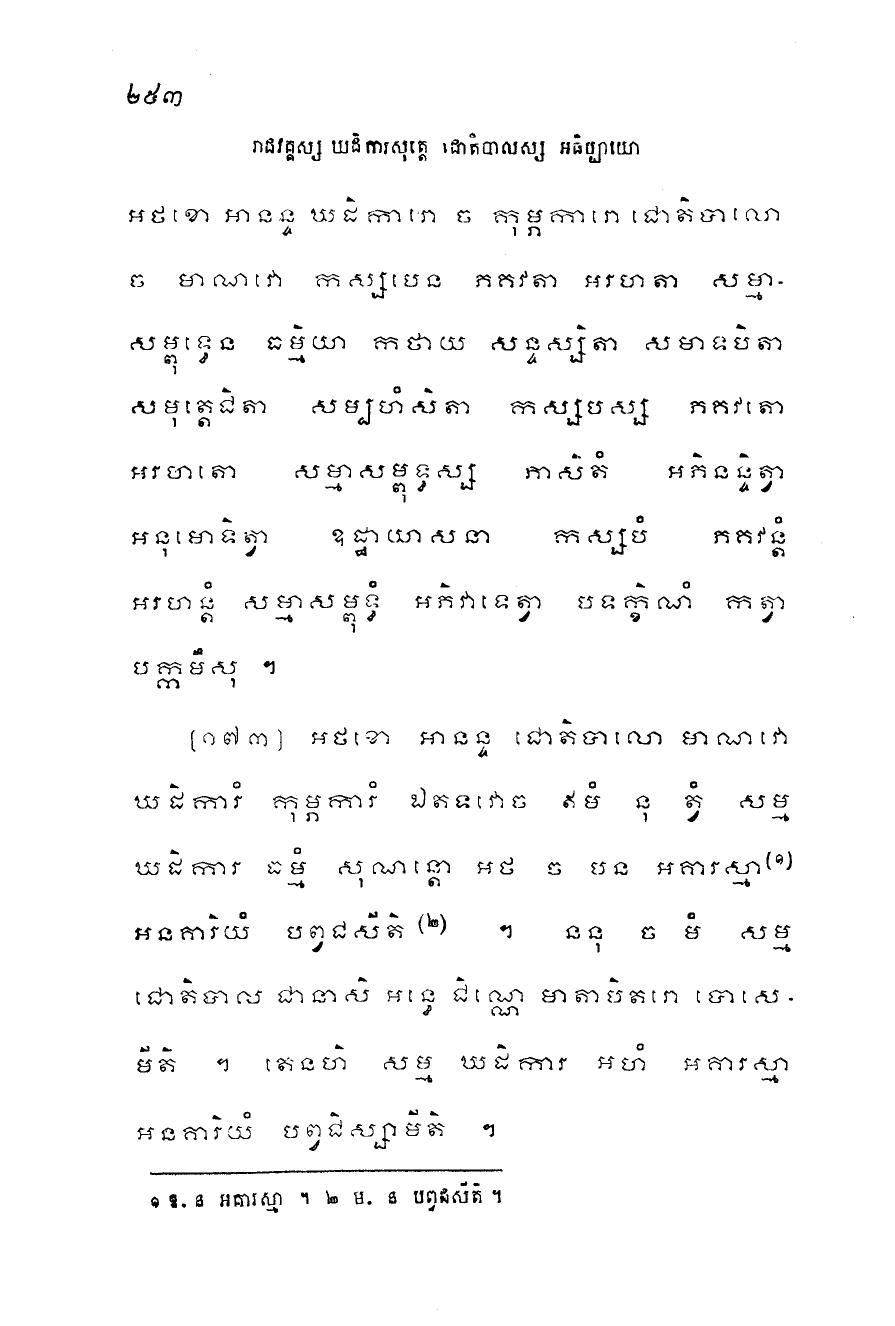 ២៥៣
រាជវគ្គស្ស ឃដិការសុត្តេ ជោតិបាលស្ស អធិប្បាយោ
អថខោ អានន្ទ ឃដិការោ ច កុម្ភការោ ជោតិបាលោ
ច មាណវោ កស្សបេន ភគវតា អរហតា សម្មា-
សម្ពុទ្ធេន ធម្មិយា កថាយ សន្ទស្សិតា សមាទបិតា
សមុត្តេជិតា សម្បហំសិតា កស្សបស្ស ភគវតោ
អរហតោ សម្មាសម្ពុទ្ធស្ស ភាសិតំ អភិនន្ទិត្វា
អនុមោទិត្វា ឧដ្ឋាយាសនា កស្សបំ ភគវន្តំ
អរហន្តំ សម្មាសម្ពុទ្ធំ អភិវាទេត្វា បទក្ខិណំ កត្វា
បក្កមឹសុ ។
[១៧៣] អថខោ អានន្ទ ជោតិបាលោ មាណវោ
ឃដិការំ កុម្ភការំ ឯតទវោច ឥមំ នុ ត្វំ សម្ម
ឃដិការ ធម្មំ សុណន្តោ អថ ច បន អគារស្មា(១)
អនគារិយំ បព្វជសីតិ (២) ។ ននុ ច មំ សម្ម
ជោតិបាល ជានាសិ អន្ធេ ជិណ្ណេ មាតាបិតរោ បោសេ-
មីតិ ។ តេនហិ សម្ម ឃដិការ អហំ អគារស្មា
អនគារិយំ បព្វជិស្សាមីតិ ។
១ ឱ. ន អគារស្មា ។ ២ ម. ន បព្វជិសីតិ ។